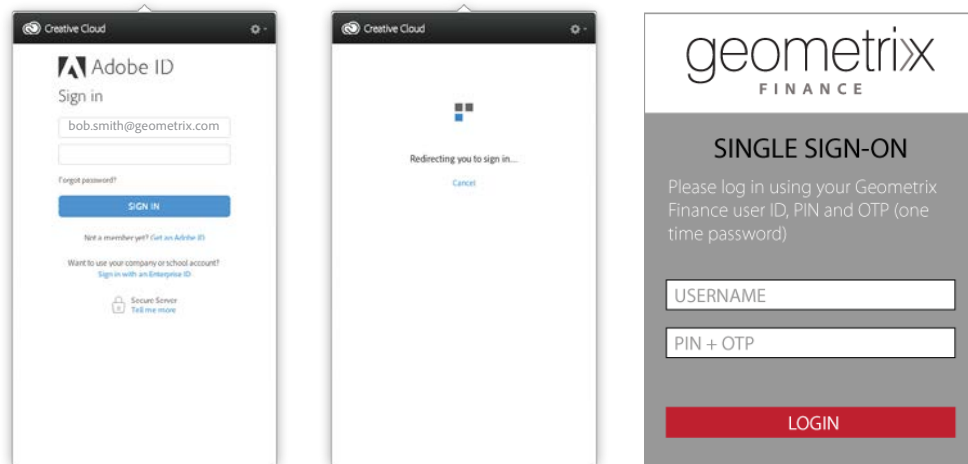 Creative Cloud
Adobe ID
Sign in
bob.smith@geometrix.com
Forgot password?
SIGN IN
Not a member yet? Get an Adobe ID
Want to use your company or school account?
Sign in with an Enterprise ID
Secure Server
Tell me more
Creative Cloud
Redirecting you to sign in...
Cancel
geometrixx
FINANCE
SINGLE SIGN-ON
Please log in using your Geometrix
Finance user ID, PIN and OTP (one
time password)
USERNAME
PIN + OTP
LOGIN